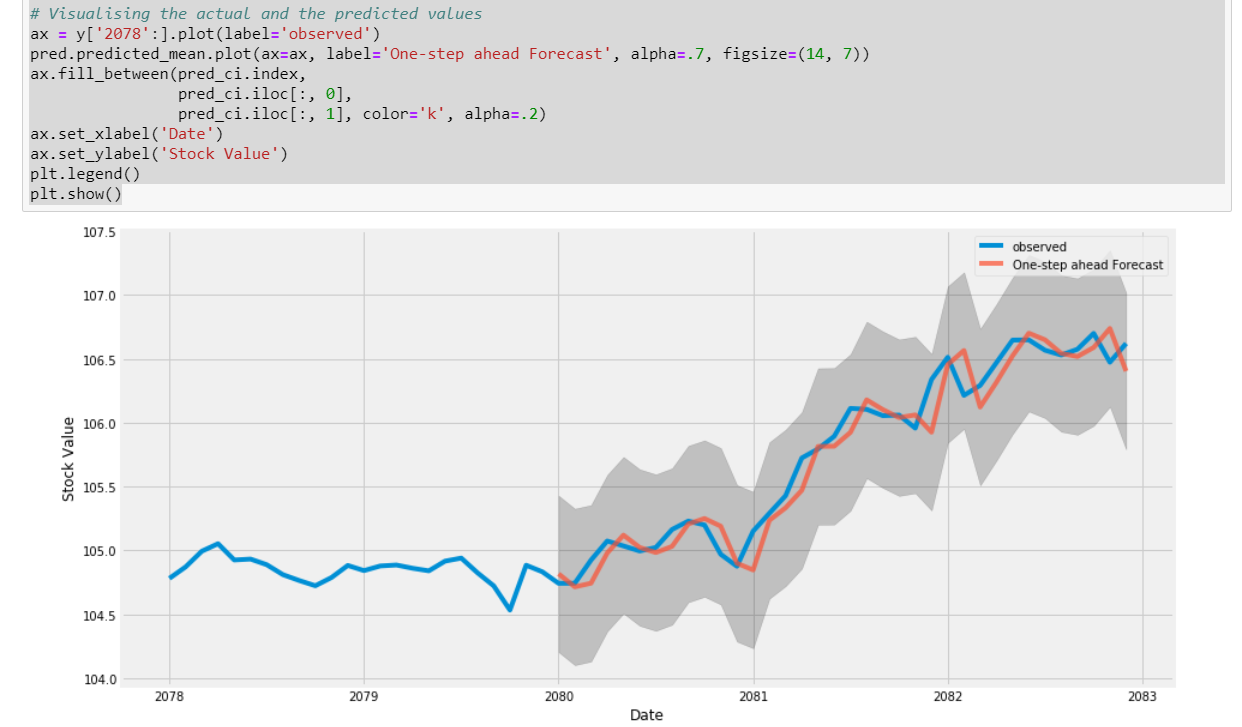 # Visualising the actual and the predicted values
ax = y['2078':].plot(label='observed')
pred.predicted_mean.plot(ax=ax, label='One-step ahead Forecast', alpha=.7, figsize=(14, 7))
ax.fill_between(pred_ci.index,
                pred_ci.iloc[:, 0],
                pred_ci.iloc[:, 1], color='k', alpha=.2)
ax.set_xlabel('Date')
ax.set_ylabel('Stock Value')
plt.legend()
plt.show()
107.5
observed
One-step ahead Forecast
107.0
106.5
106.0
Stock Value
105.5
105.0
104.5
104.0
2078 2079 2080 2081 2082 2083
Date